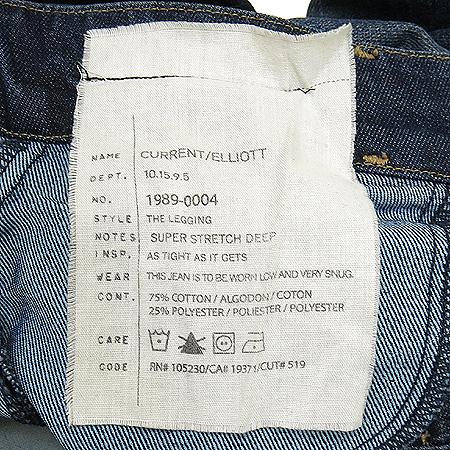 NAME CURRENT/ELLIOTT
DEPT. 10.15.9.5
NO. 1989-0004
STYLE THE LEGGING
NOTES SUPER STRETCH DEEP
INSP. AS TIGHT AS IT GETS
WEAR THIS JEAN IS TO BE WORN LOW AND VERY SNUG.
CONT. 75% COTTON / ALGODON / COTON
25% POLYESTER / POLIESTER / POLYESTER
CARE
CODE RN# 105230/CA# 19371/CUT# 519